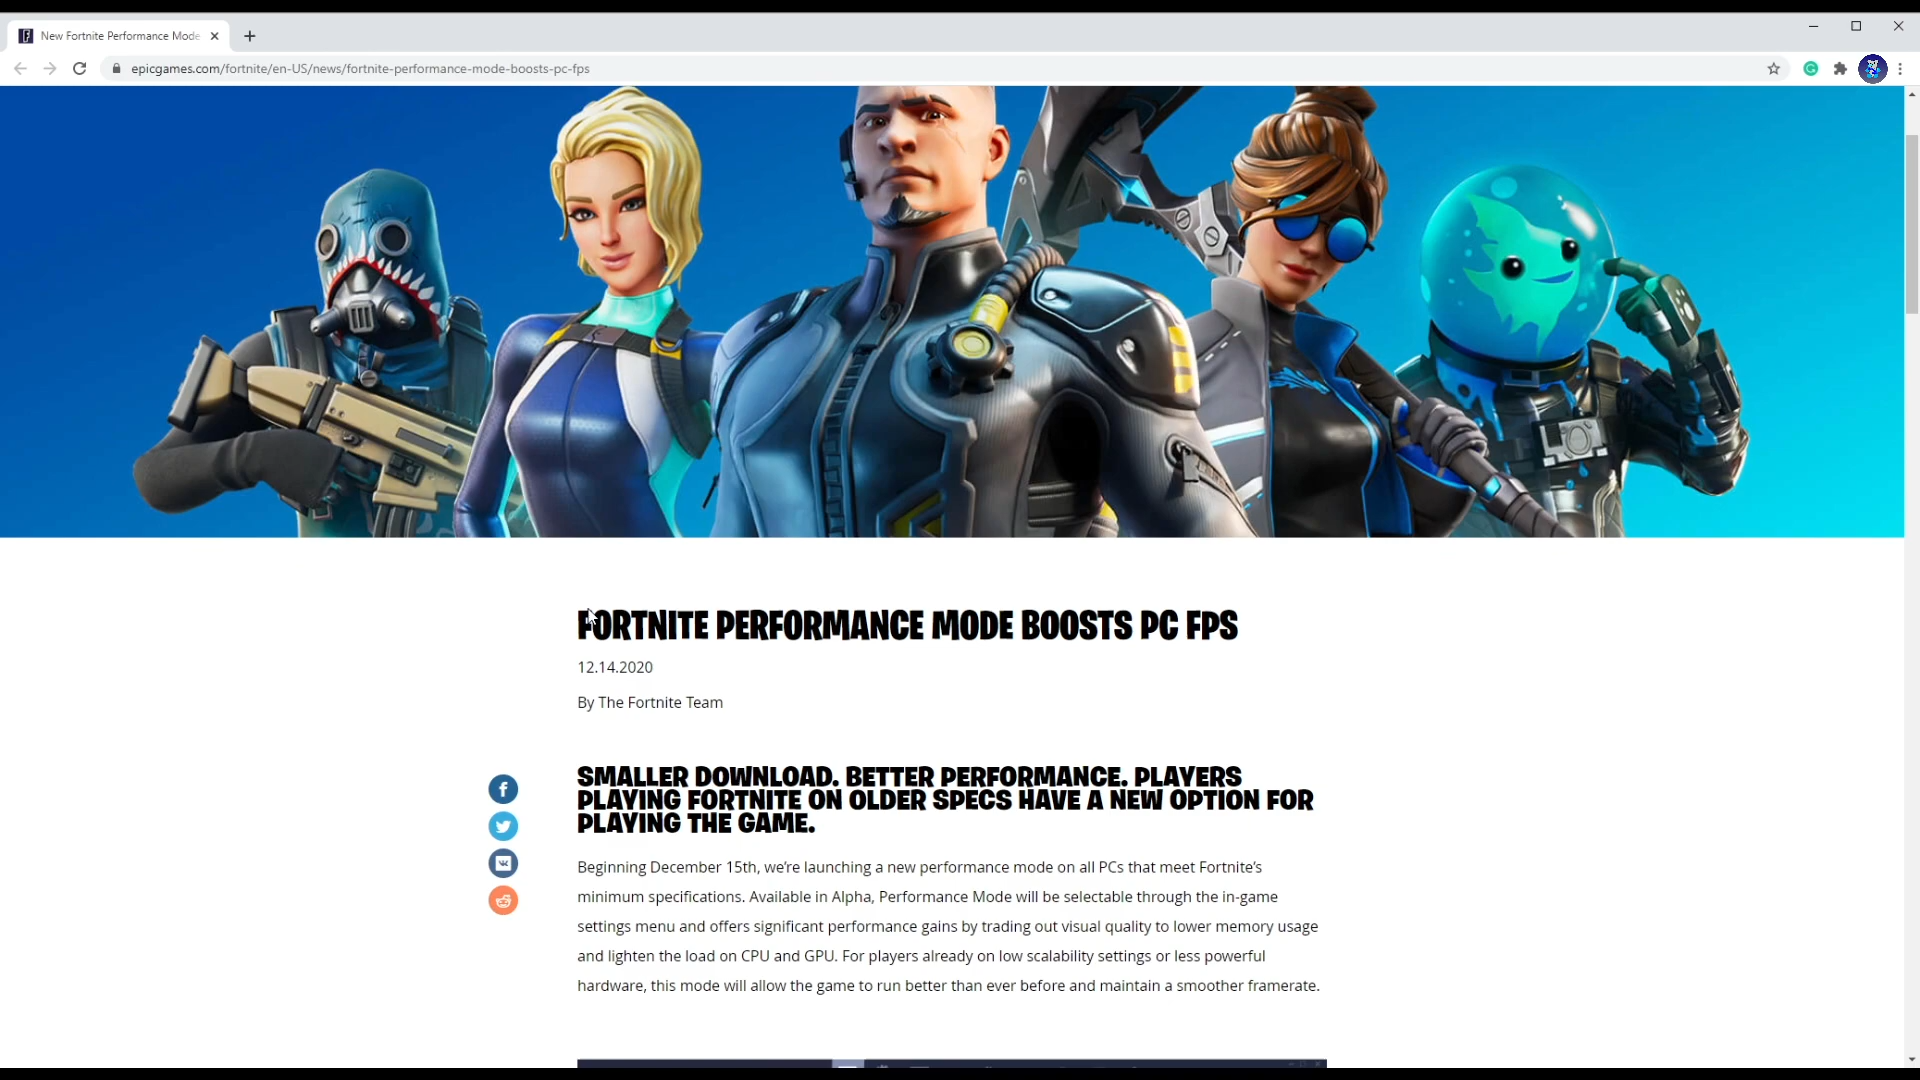 New Fortnite Performance Mode
epicgames.com/fortnite/en-US/news/fortnite-performance-mode-boosts-pc-fps
FORTNITE PERFORMANCE MODE BOOSTS PC FPS
12.14.2020
By The Fortnite Team
SMALLER DOWNLOAD. BETTER PERFORMANCE. PLAYERS
PLAYING FORTNITE ON OLDER SPECS HAVE A NEW OPTION FOR
PLAYING THE GAME.
Beginning December 15th, we're launching a new performance mode on all PCs that meet Fortnite's
minimum specifications. Available in Alpha, Performance Mode will be selectable through the in-game
settings menu and offers significant performance gains by trading out visual quality to lower memory usage
and lighten the load on CPU and GPU. For players already on low scalability settings or less powerful
hardware, this mode will allow the game to run better than ever before and maintain a smoother framerate.